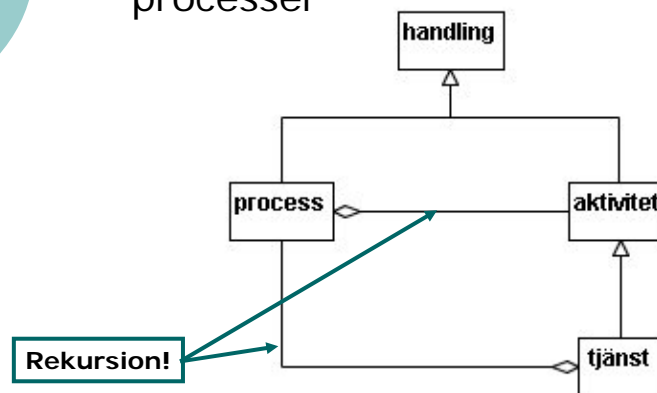 processer
handling
process
aktivitet
Rekursion!
tjänst